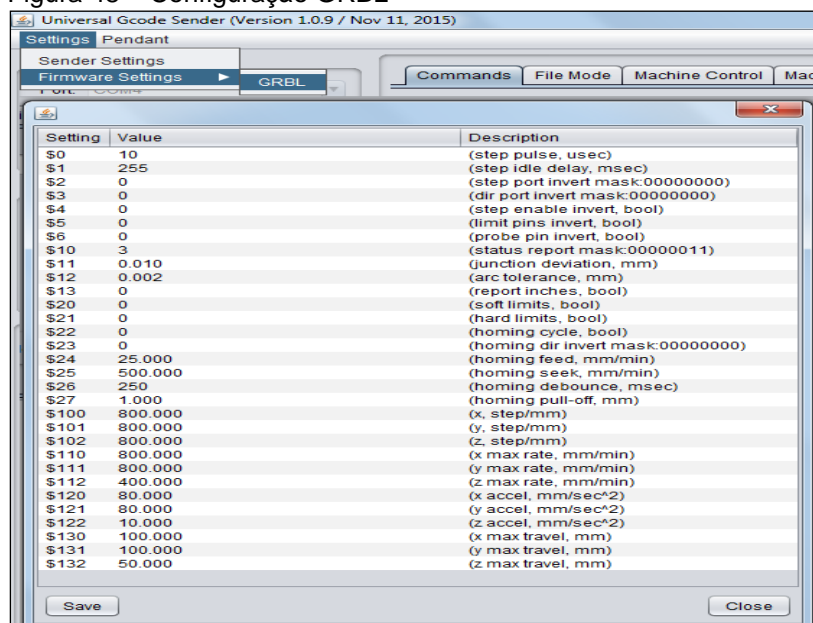 Figura 40 – Configuração GRBL
Universal Gcode Sender (Version 1.0.9 / Nov 11, 2015)
Settings Pendant
Sender Settings
Firmware Settings GRBL
Commands File Mode Machine Control Mac
Setting Value Description
$0 10 (step pulse, usec)
$1 255 (step idle delay, msec)
$2 0 (step port invert mask:00000000)
$3 0 (dir port invert mask:00000000)
$4 0 (step enable invert, bool)
$5 0 (limit pins invert, bool)
$6 0 (probe pin invert, bool)
$10 3 (status report mask:00000011)
$11 0.010 (junction deviation, mm)
$12 0.002 (arc tolerance, mm)
$13 0 (report inches, bool)
$20 0 (soft limits, bool)
$21 0 (hard limits, bool)
$22 0 (homing cycle, bool)
$23 0 (homing dir invert mask:00000000)
$24 25.000 (homing feed, mm/min)
$25 500.000 (homing seek, mm/min)
$26 250 (homing debounce, msec)
$27 1.000 (homing pull-off, mm)
$100 800.000 (x, step/mm)
$101 800.000 (y, step/mm)
$102 800.000 (z, step/mm)
$110 800.000 (x max rate, mm/min)
$111 800.000 (y max rate, mm/min)
$112 400.000 (z max rate, mm/min)
$120 80.000 (x accel, mm/sec^2)
$121 80.000 (y accel, mm/sec^2)
$122 10.000 (z accel, mm/sec^2)
$130 100.000 (x max travel, mm)
$131 100.000 (y max travel, mm)
$132 50.000 (z max travel, mm)
Save Close